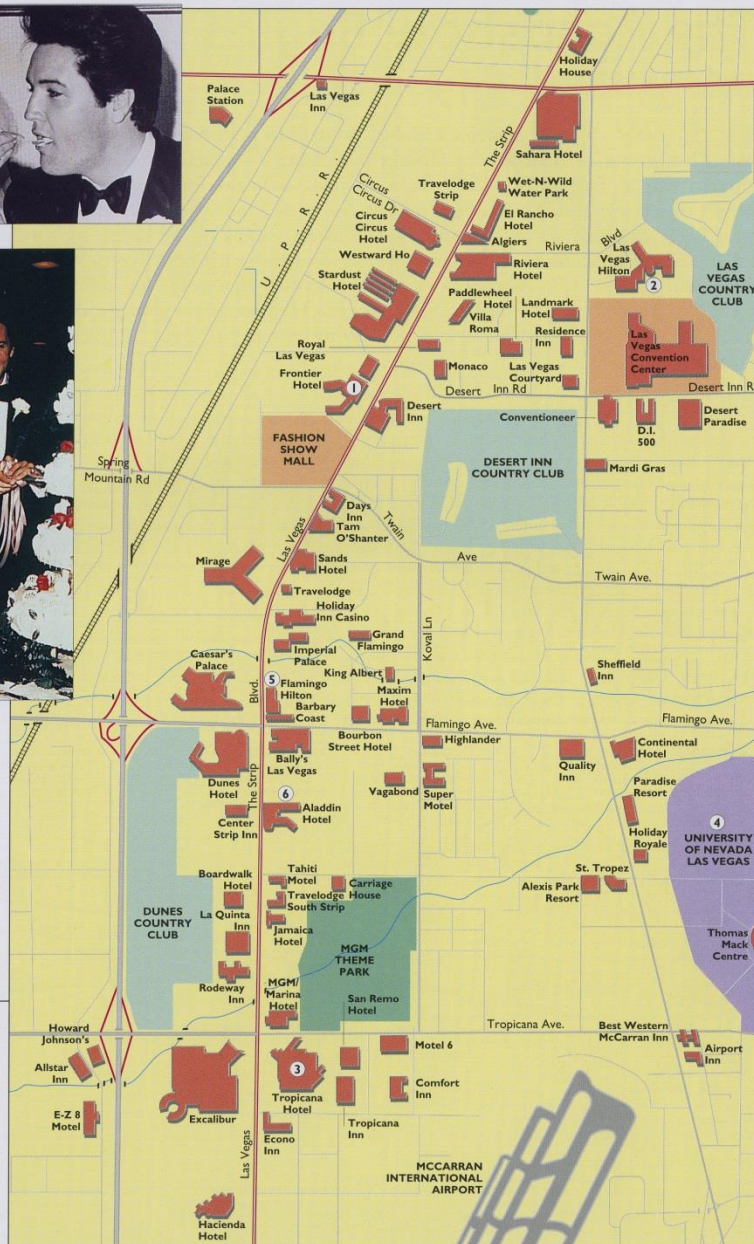 Holiday
House
Palace
Station
Las Vegas
Inn
The Strip
Sahara Hotel
U . P . R . R .
Circus
Circus Dr
Travelodge
Strip
Wet-N-Wild
Water Park
El Rancho
Hotel
Circus
Circus
Hotel
Algiers
Riviera
Blvd
Las
Vegas
Hilton
2
LAS
VEGAS
COUNTRY
CLUB
Westward Ho
Riviera
Hotel
Stardust
Hotel
Paddlewheel
Hotel
Villa
Roma
Landmark
Hotel
Residence
Inn
Las
Vegas
Convention
Center
Royal
Las Vegas
Monaco
Las Vegas
Courtyard
Frontier
Hotel
1
Desert
Inn Rd
Desert Inn R
Desert
Inn
Conventioneer
D.I.
500
Desert
Paradise
FASHION
SHOW
MALL
DESERT INN
COUNTRY CLUB
Mardi Gras
Spring
Mountain Rd
Days
Inn
Tam
O'Shanter
Twain
Ave
Twain Ave.
Las Vegas
Mirage
Sands
Hotel
Travelodge
Holiday
Inn Casino
Grand
Flamingo
Koval Ln
Imperial
Palace
Caesar's
Palace
King Albert
Maxim
Hotel
Sheffield
Inn
Blvd.
5
Flamingo
Hilton
Barbary
Coast
Bourbon
Street Hotel
Flamingo Ave.
Flamingo Ave.
Highlander
Bally's
Las Vegas
Quality
Inn
Continental
Hotel
Dunes
Hotel
The Strip
Vagabond
Super
Motel
Paradise
Resort
6
Aladdin
Hotel
Center
Strip Inn
Holiday
Royale
4
UNIVERSITY
OF NEVADA
LAS VEGAS
Tahiti
Motel
Carriage
House
Boardwalk
Hotel
Travelodge
South Strip
St. Tropez
Alexis Park
Resort
La Quinta
Inn
Jamaica
Hotel
DUNES
COUNTRY
CLUB
MGM
THEME
PARK
Thomas
Mack
Centre
Rodeway
Inn
MGM/
Marina
Hotel
San Remo
Hotel
Tropicana Ave.
Best Western
McCarran Inn
Howard
Johnson's
Motel 6
Airport
Inn
Allstar
Inn
3
Tropicana
Hotel
Comfort
Inn
E-Z 8
Motel
Excalibur
Econo
Inn
Tropicana
Inn
Las Vegas
MCCARRAN
INTERNATIONAL
AIRPORT
Hacienda
Hotel